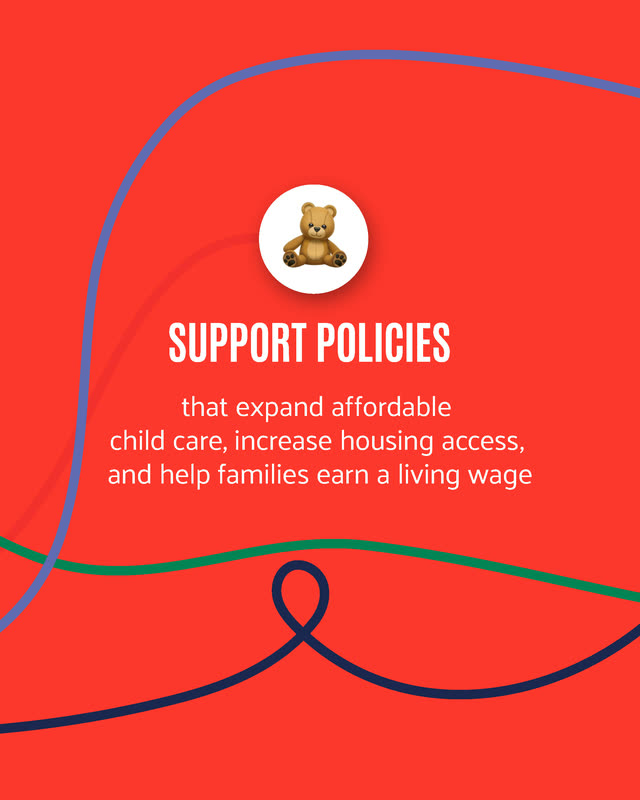 SUPPORT POLICIES
that expand affordable
child care, increase housing access,
and help families earn a living wage